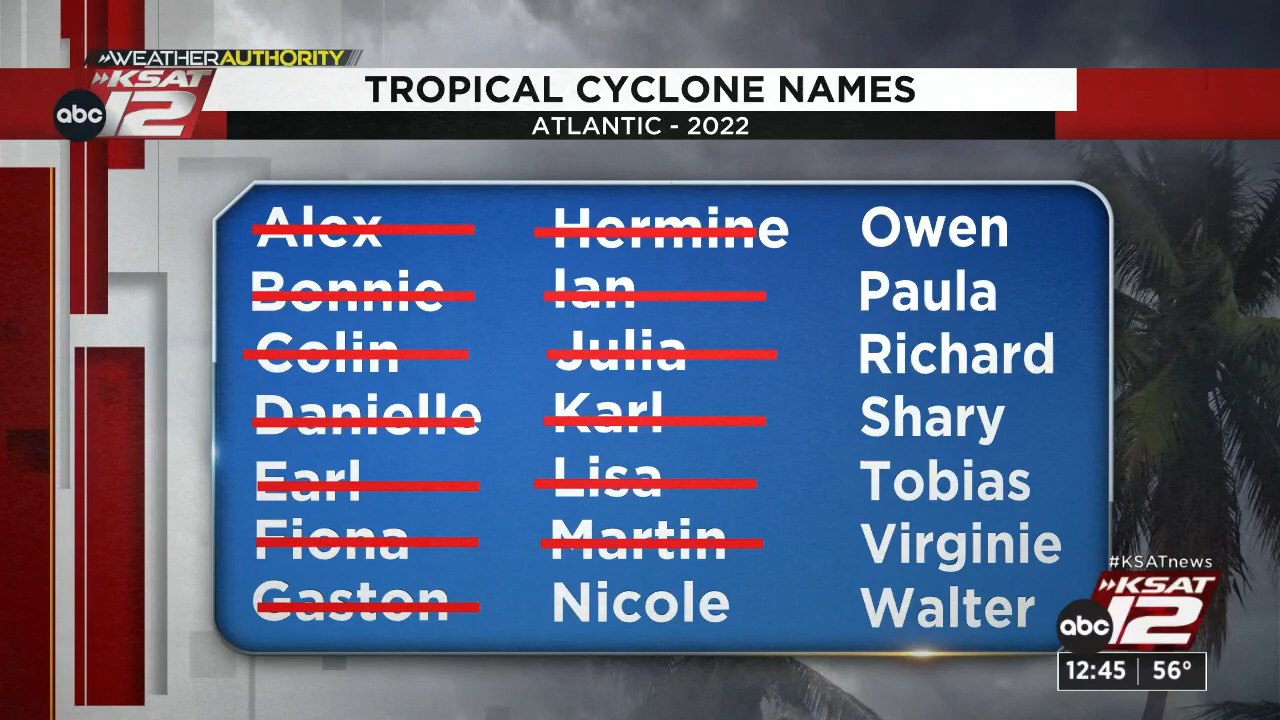 WEATHERAUTHORITY
KSAT
abc 12
TROPICAL CYCLONE NAMES
ATLANTIC - 2022
Alex
Bonnie
Colin
Danielle
Earl
Fiona
Gaston
Hermine
Ian
Julia
Karl
Lisa
Martin
Nicole
Owen
Paula
Richard
Shary
Tobias
Virginie
Walter
#KSATnews
KSAT
abc 12
12:45 56°